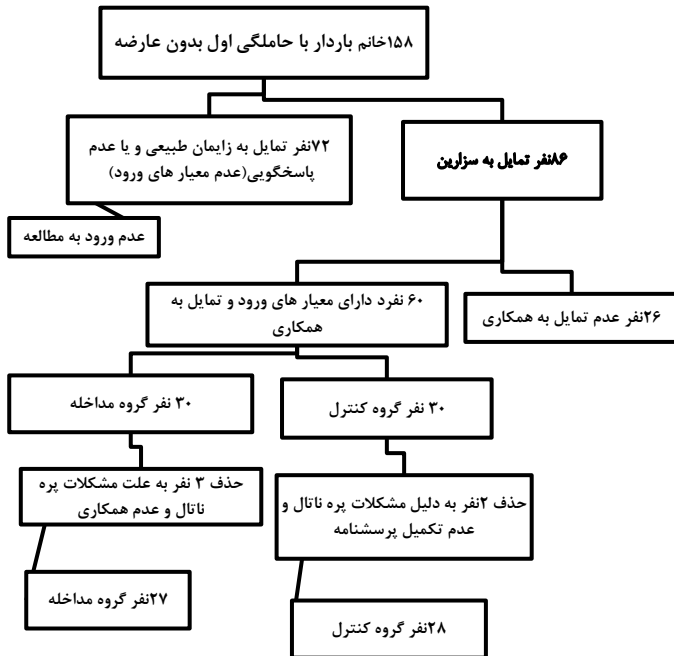 ۱۵۸خانم باردار با حاملگی اول بدون عارضه
۸۶نفر تمایل به سزارین
۷۲نفر تمایل به زایمان طبیعی و یا عدم
پاسخگویی(عدم معیار های ورود)
عدم ورود به مطالعه
۲۶نفر عدم تمایل به همکاری
۶۰ نفرد دارای معیار های ورود و تمایل به
همکاری
۳۰ نفر گروه کنترل
۳۰ نفر گروه مداخله
حذف ۲نفر به دلیل مشکلات پره ناتال و
عدم تکمیل پرسشنامه
حذف ۳ نفر به علت مشکلات پره
ناتال و عدم همکاری
۲۸نفر گروه کنترل
۲۷نفر گروه مداخله